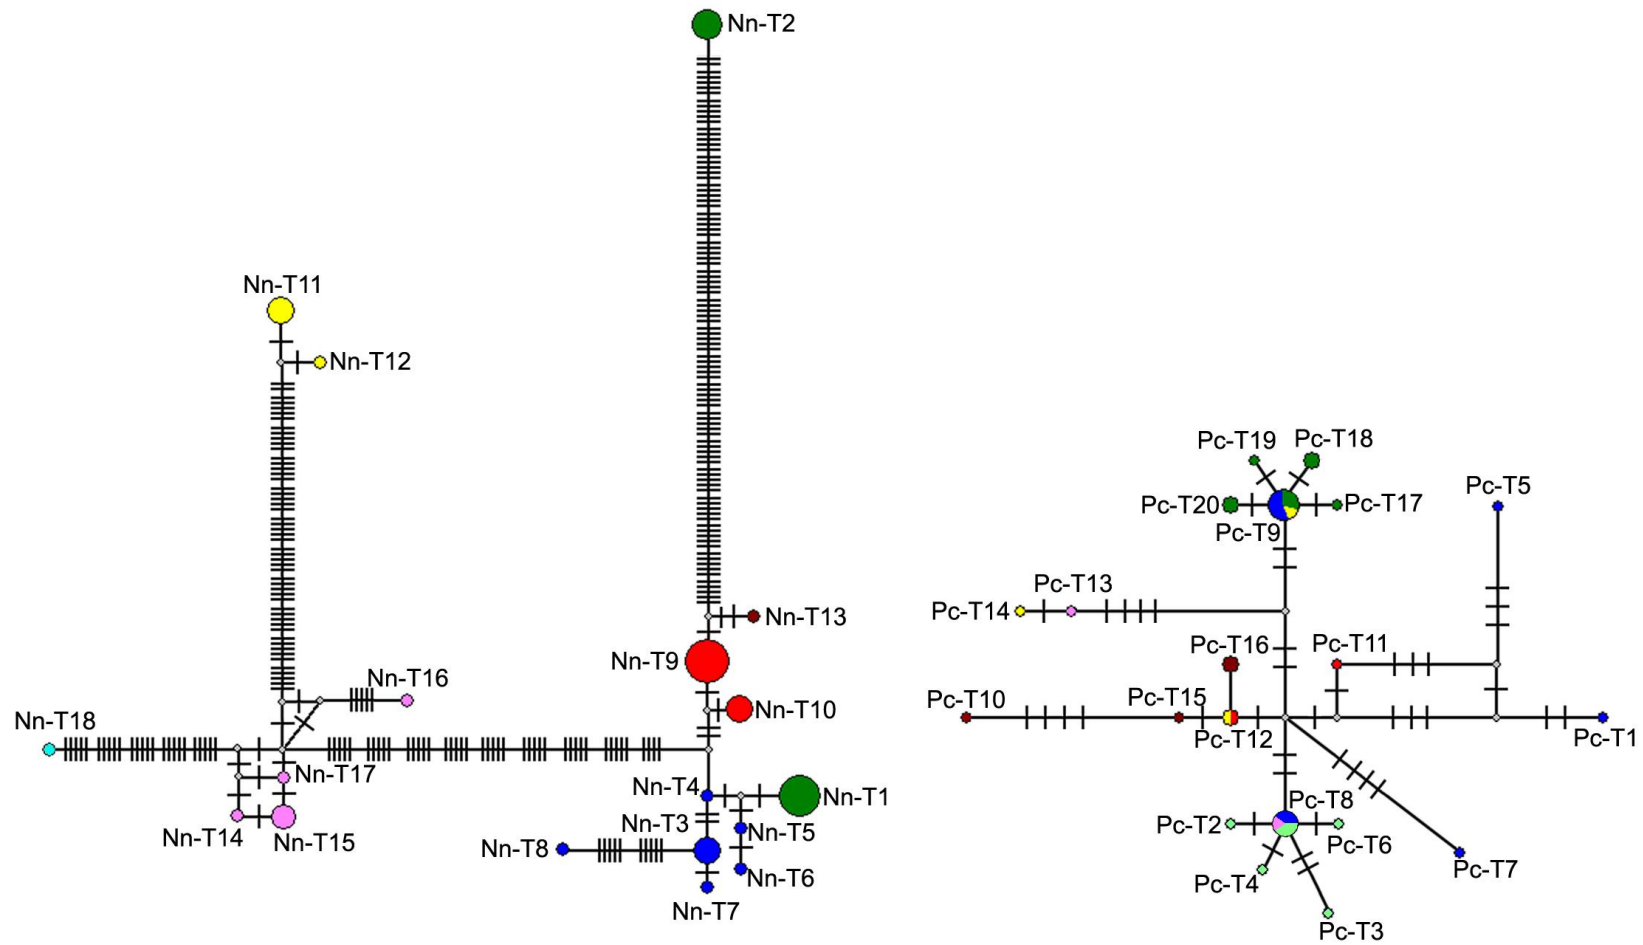 Nn-T2
Nn-T11
Nn-T12
Pc-T19
Pc-T18
Pc-T5
Pc-T20
Pc-T17
Pc-T9
Pc-T13
Pc-T14
Nn-T13
Pc-T16
Pc-T11
Nn-T9
Nn-T16
Pc-T10
Pc-T15
Nn-T10
Nn-T18
Pc-T12
Pc-T1
Nn-T17
Nn-T4
Nn-T1
Pc-T8
Nn-T3
Pc-T2
Nn-T5
Nn-T14
Nn-T15
Pc-T6
Nn-T8
Pc-T7
Nn-T6
Pc-T4
Nn-T7
Pc-T3